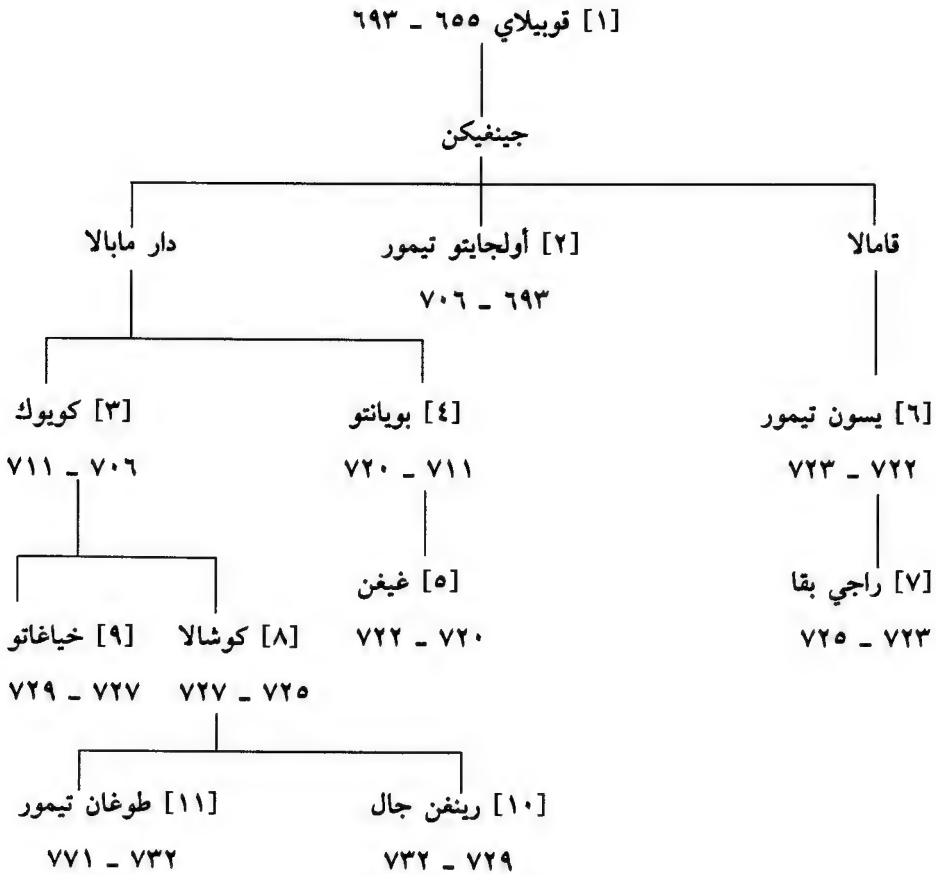 [١] قوبيلاي ٦٥٥ ـ ٦٩٣
جينفيكن
قامالا
[٢] أولجايتو تيمور
دار مابالا
٦٩٣ ـ ٧٠٦
[٦] يسون تيمور
[٤] بويانتو
[٣] كويوك
٧٢٢ ـ ٧٢٣
٧١١ ـ ٧٢٠
٧٠٦ ـ ٧١١
[٧] راجي بقا
[٥] غيغن
٧٢٣ ـ ٧٢٥
٧٢٠ ـ ٧٢٢
[٨] كوشالا
[٩] خياغاتو
٧٢٥ ـ ٧٢٧
٧٢٧ ـ ٧٢٩
[١٠] رينفن جال
[١١] طوغان تيمور
٧٢٩ ـ ٧٣٢
٧٣٢ ـ ٧٧١